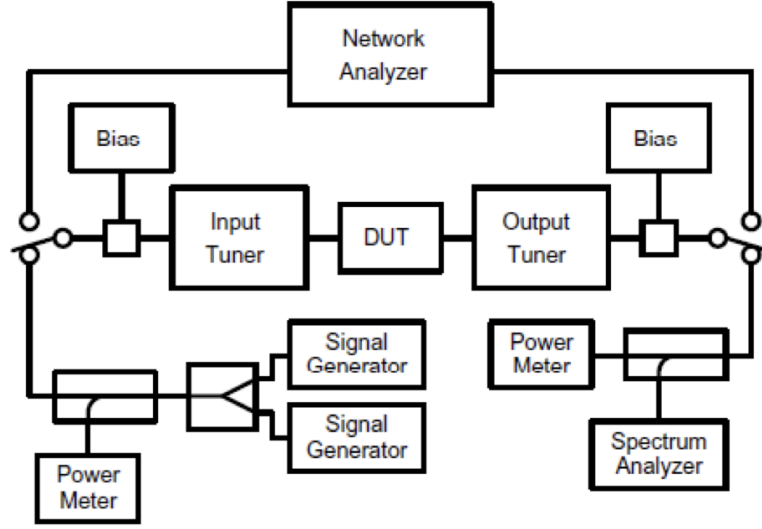 Network
Analyzer
Bias
Bias
Input
Tuner
DUT
Output
Tuner
Signal
Generator
Power
Meter
Signal
Generator
Spectrum
Analyzer
Power
Meter